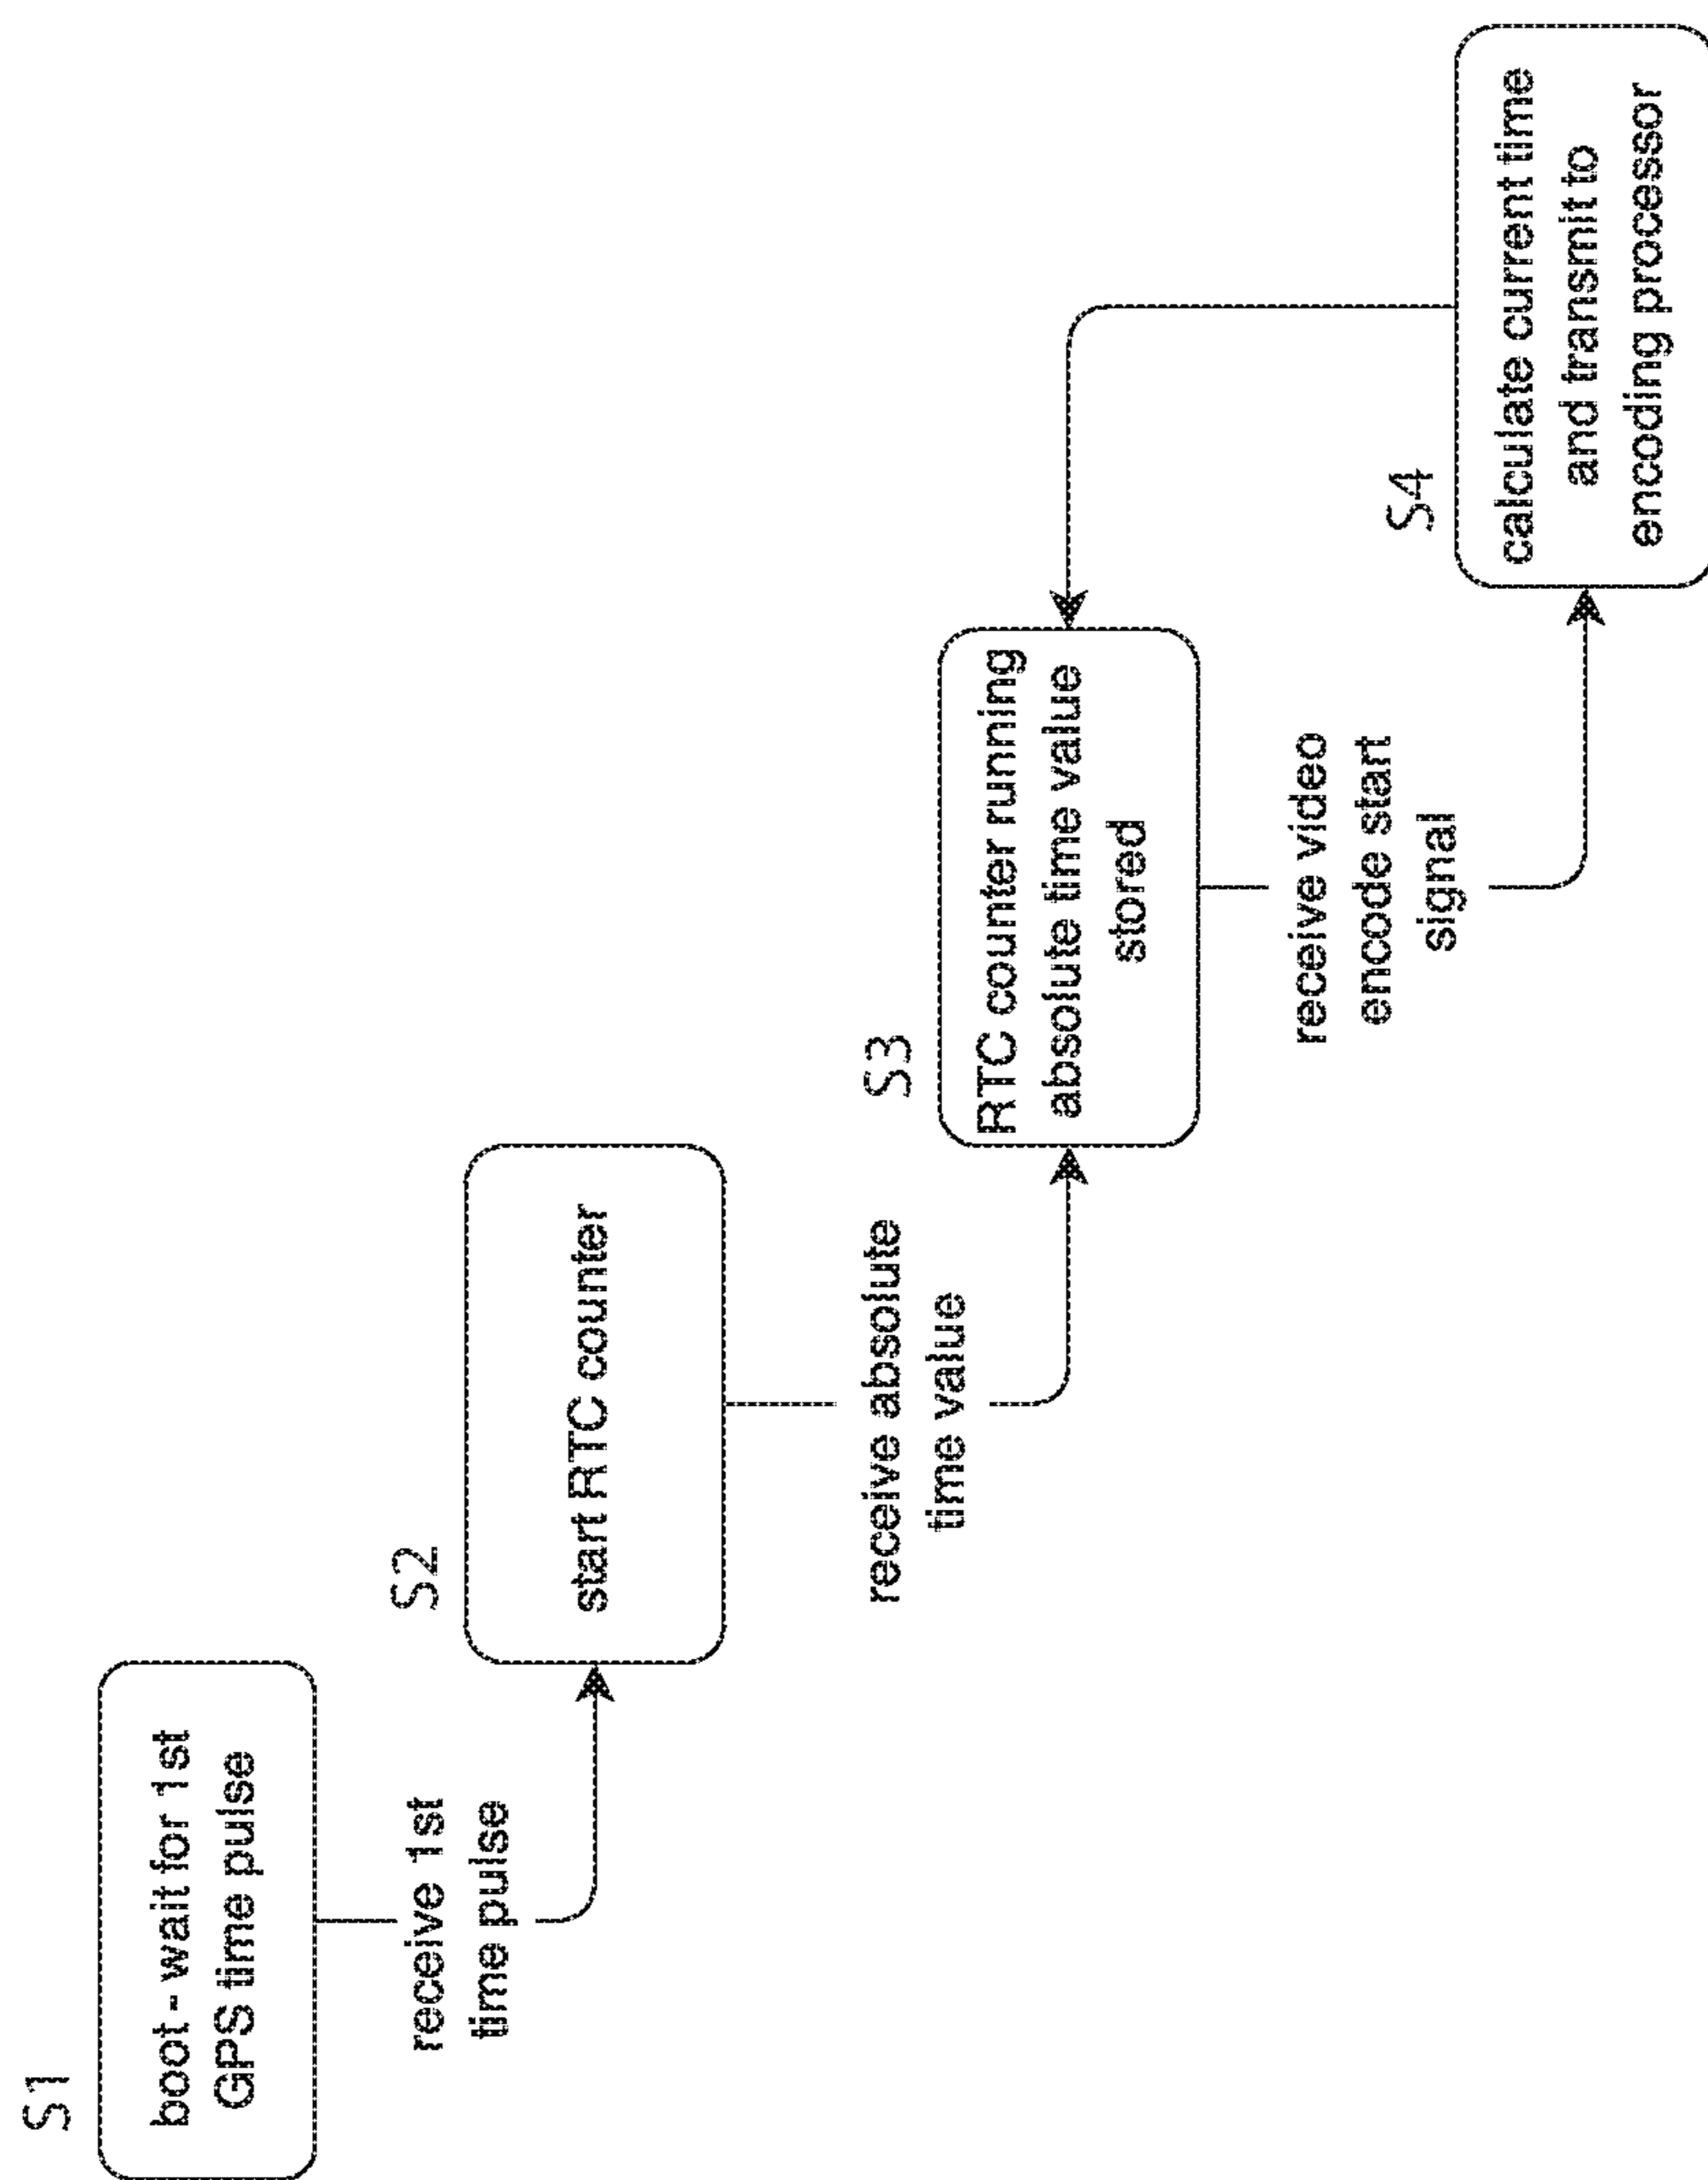 S1
boot - wait for 1st
GPS time pulse
receive 1st
time pulse
S2
start RTC counter
receive absolute
time value
S3
RTC counter running
absolute time value
stored
receive video
encode start
signal
S4
calculate current time
and transmit to
encoding processor